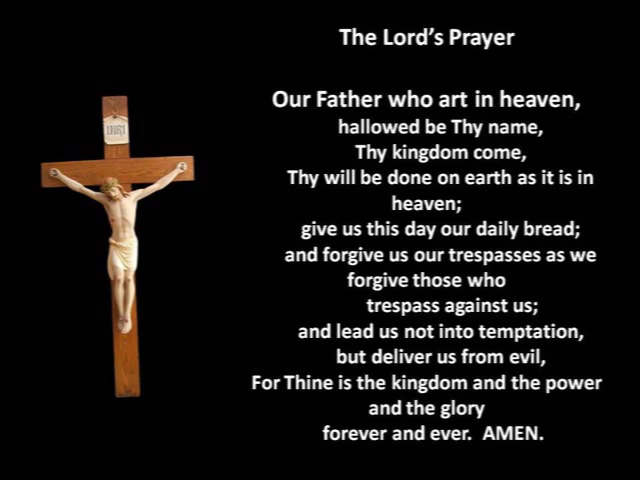 The Lord's Prayer
Our Father who art in heaven,
hallowed be Thy name,
Thy kingdom come,
Thy will be done on earth as it is in
heaven;
give us this day our daily bread;
and forgive us our trespasses as we
forgive those who
trespass against us;
and lead us not into temptation,
but deliver us from evil,
For Thine is the kingdom and the power
and the glory
forever and ever.  AMEN.
INRI